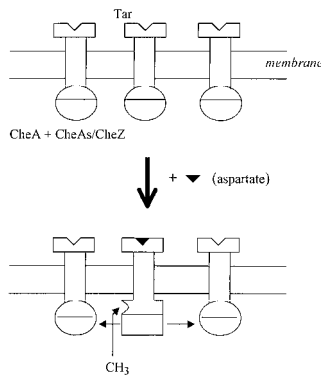 Tar
membrane
CheA + CheAs/CheZ
+ (aspartate)
CH3